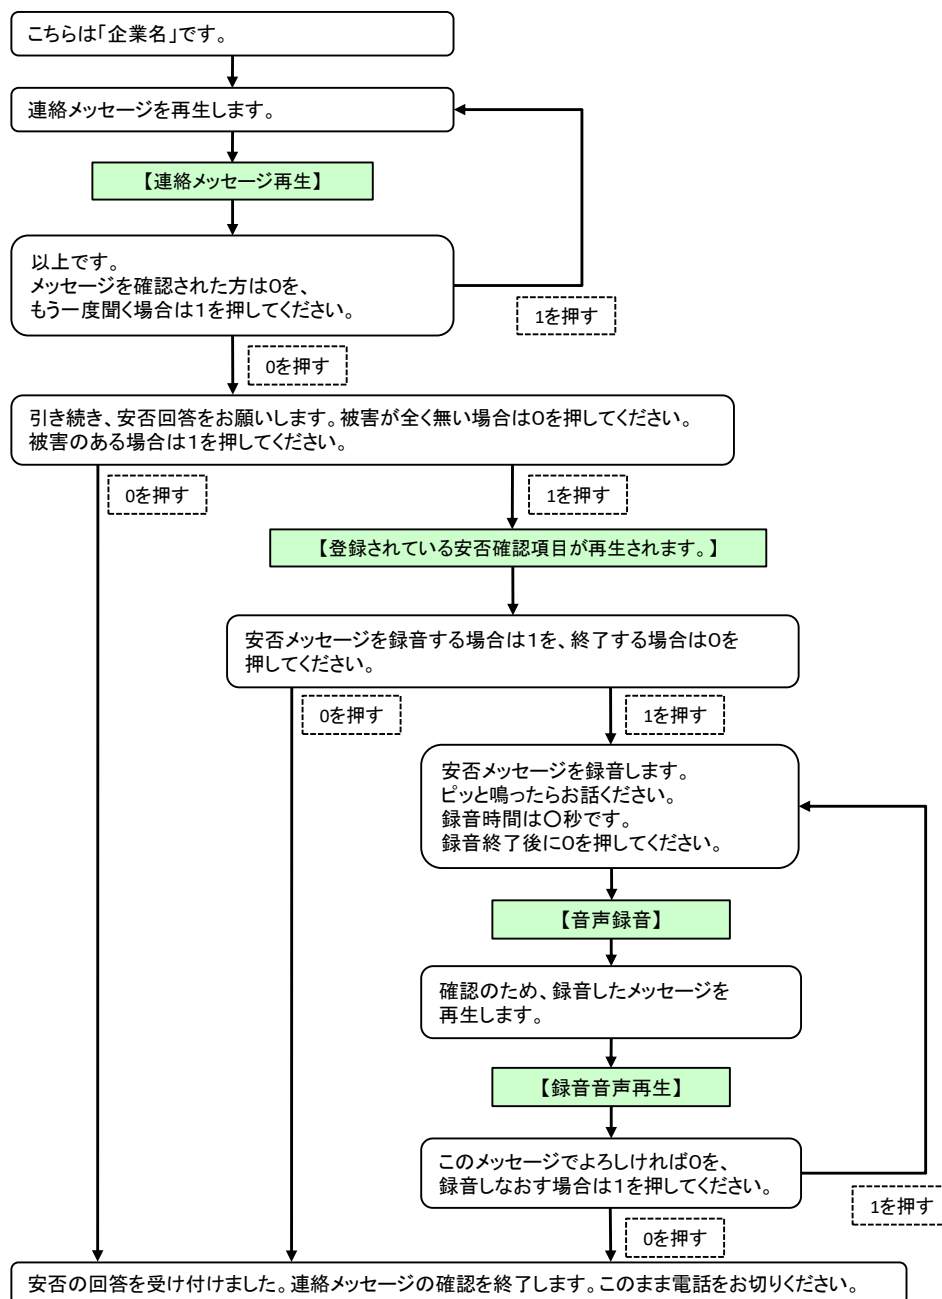 こちらは「企業名」です。
連絡メッセージを再生します。
【連絡メッセージ再生】
以上です。
メッセージを確認された方は0を、
もう一度聞く場合は1を押してください。
1を押す
0を押す
引き続き、安否回答をお願いします。被害が全く無い場合は0を押してください。
被害のある場合は1を押してください。
0を押す
1を押す
【登録されている安否確認項目が再生されます。】
安否メッセージを録音する場合は1を、終了する場合は0を
押してください。
0を押す
1を押す
安否メッセージを録音します。
ピッと鳴ったらお話ください。
録音時間は〇秒です。
録音終了後に0を押してください。
【音声録音】
確認のため、録音したメッセージを
再生します。
【録音音声再生】
このメッセージでよろしければ0を、
録音しなおす場合は1を押してください。
1を押す
0を押す
安否の回答を受け付けました。連絡メッセージの確認を終了します。このまま電話をお切りください。